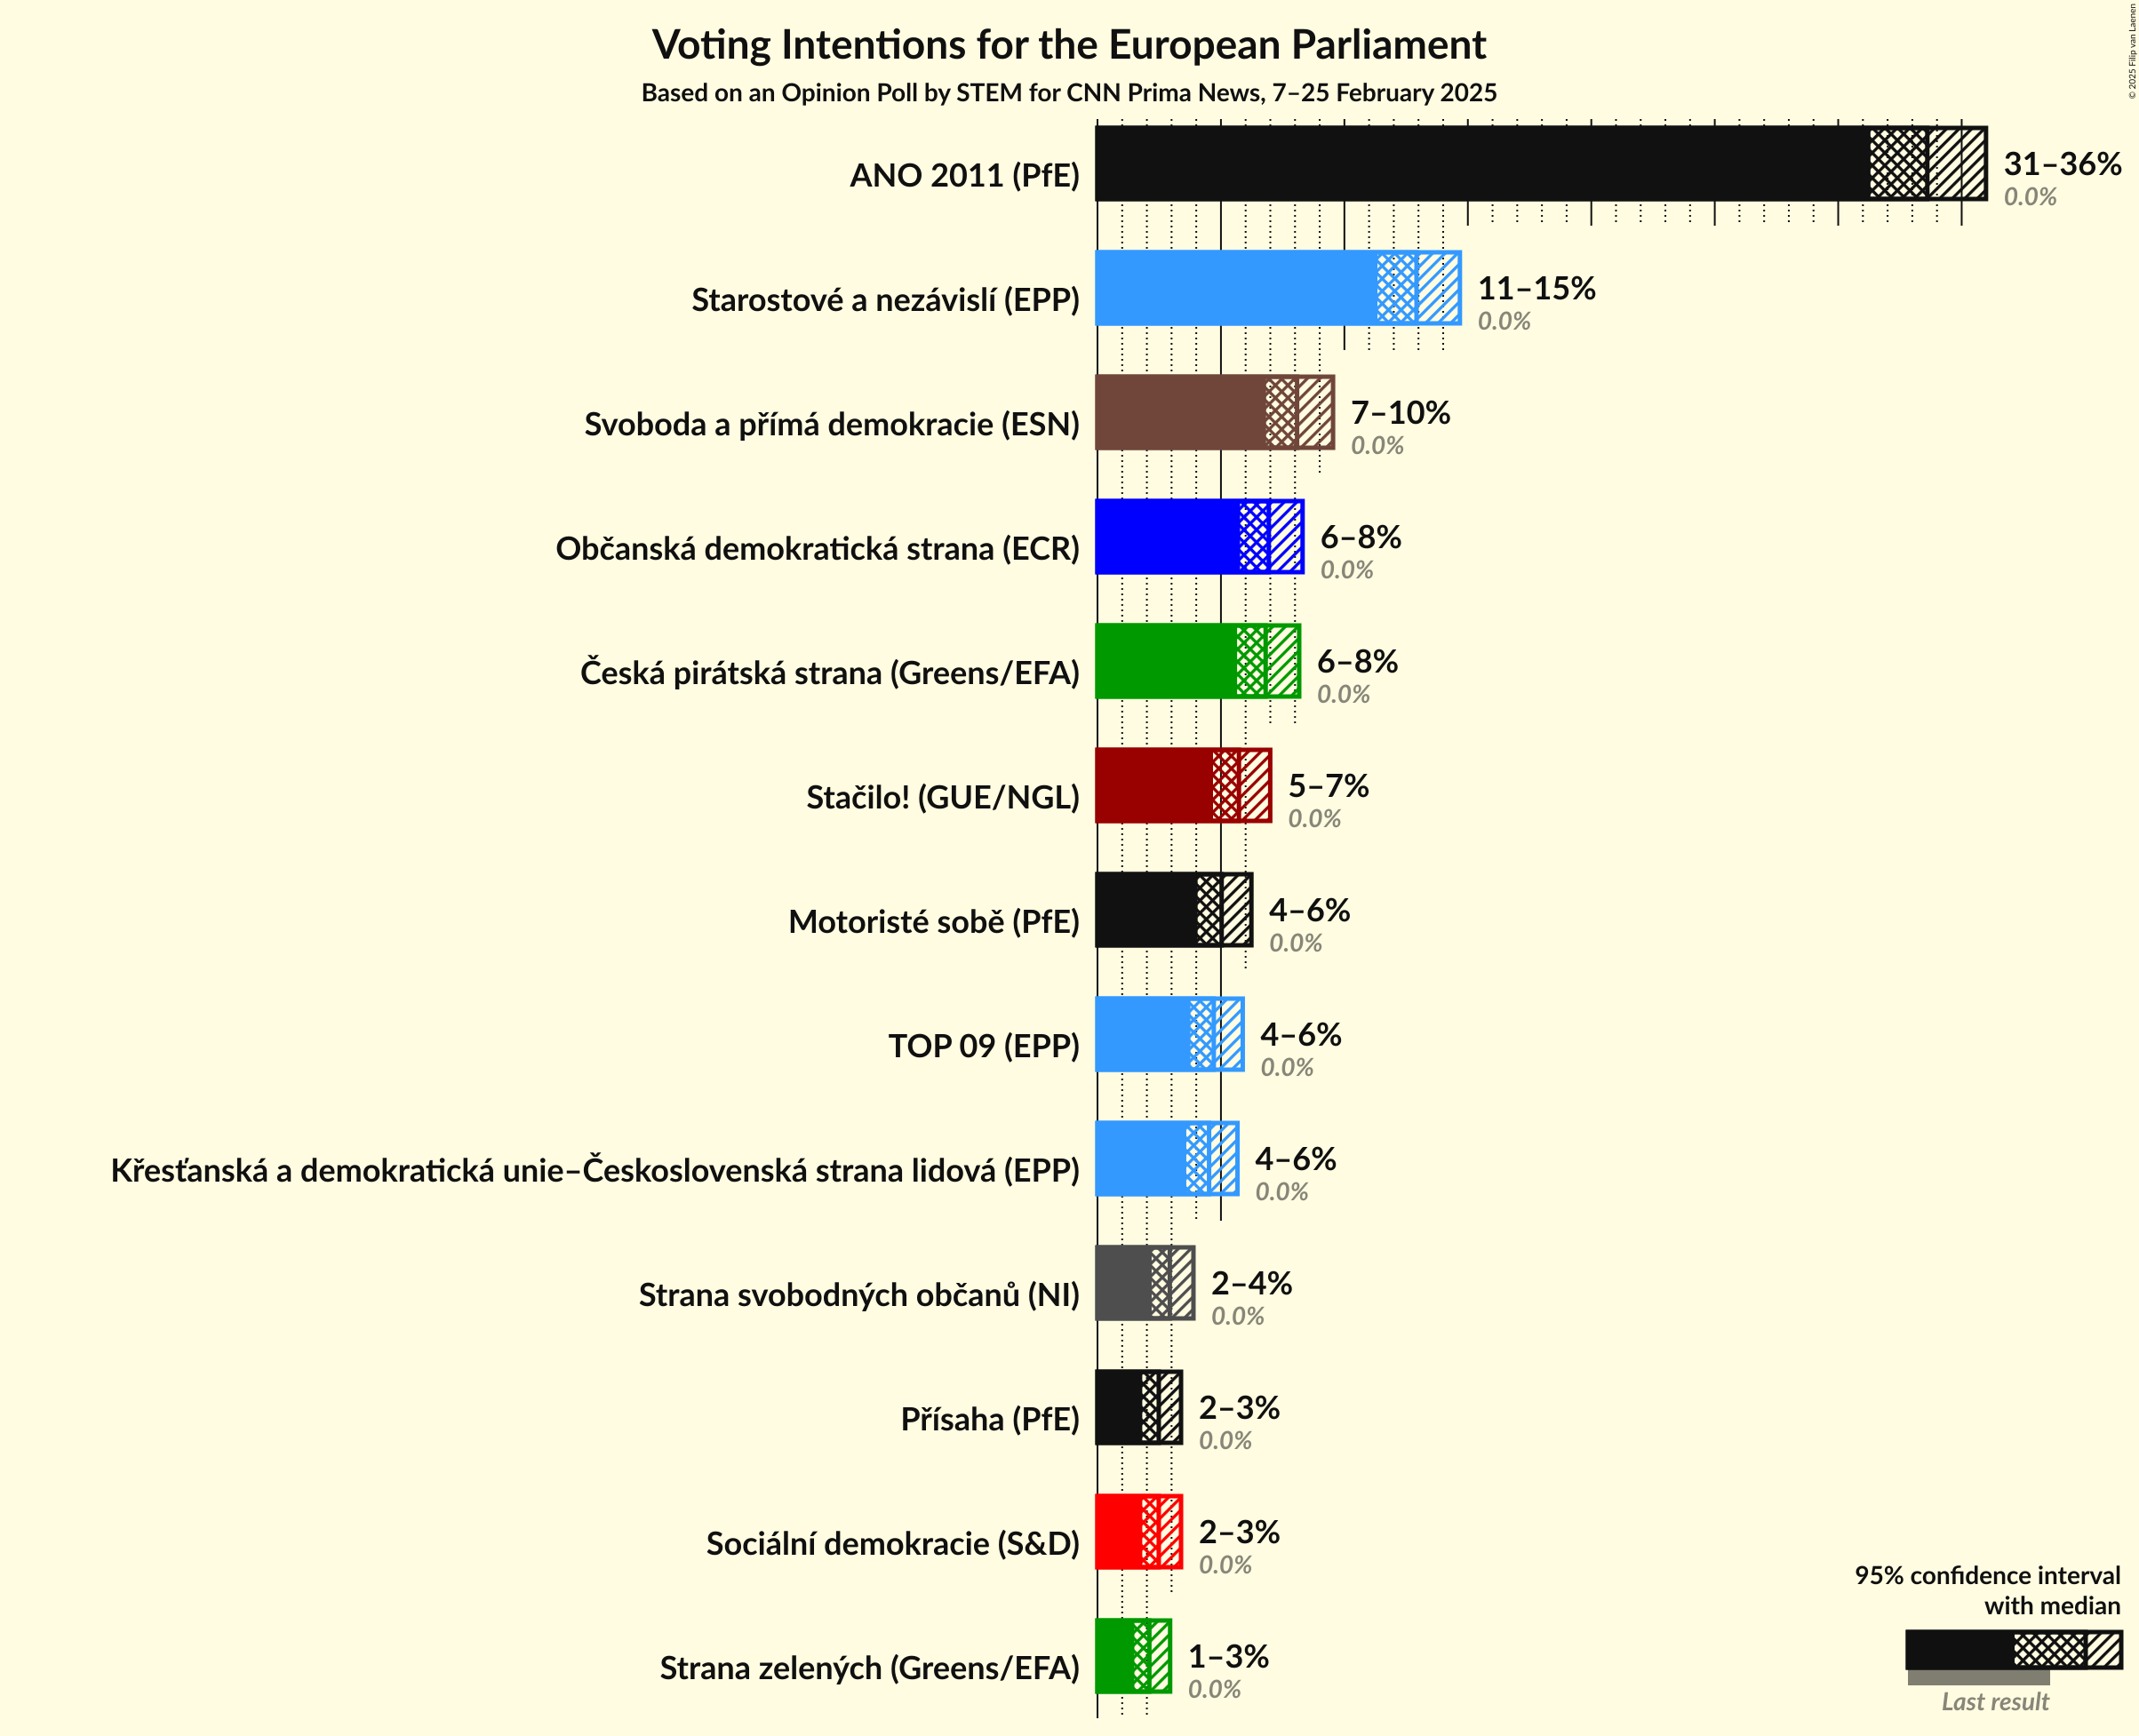 Voting Intentions for the European Parliament
Based on an Opinion Poll by STEM for CNN Prima News, 7–25 February 2025
© 2025 Filip van Laenen
ANO 2011 (PfE)
31–36%
0.0%
Starostové a nezávislí (EPP)
11–15%
0.0%
Svoboda a přímá demokracie (ESN)
7–10%
0.0%
Občanská demokratická strana (ECR)
6–8%
0.0%
Česká pirátská strana (Greens/EFA)
6–8%
0.0%
Stačilo! (GUE/NGL)
5–7%
0.0%
Motoristé sobě (PfE)
4–6%
0.0%
TOP 09 (EPP)
4–6%
0.0%
Křesťanská a demokratická unie–Československá strana lidová (EPP)
4–6%
0.0%
Strana svobodných občanů (NI)
2–4%
0.0%
Přísaha (PfE)
2–3%
0.0%
Sociální demokracie (S&D)
2–3%
0.0%
Strana zelených (Greens/EFA)
1–3%
0.0%
95% confidence interval
with median
Last result